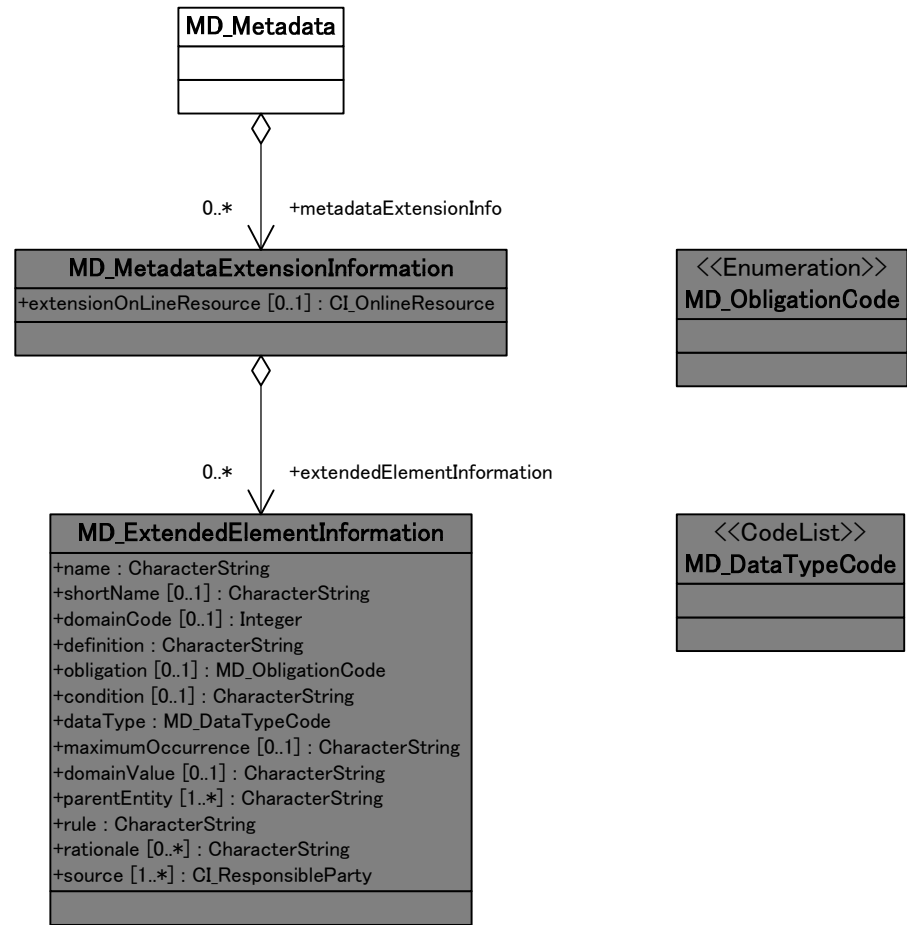 MD_Metadata
0..* +metadataExtensionInfo
MD_MetadataExtensionInformation
+extensionOnLineResource [0..1] : CI_OnlineResource
<<Enumeration>>
MD_ObligationCode
0..* +extendedElementInformation
MD_ExtendedElementInformation
+name : CharacterString
+shortName [0..1] : CharacterString
+domainCode [0..1] : Integer
+definition : CharacterString
+obligation [0..1] : MD_ObligationCode
+condition [0..1] : CharacterString
+dataType : MD_DataTypeCode
+maximumOccurrence [0..1] : CharacterString
+domainValue [0..1] : CharacterString
+parentEntity [1..*] : CharacterString
+rule : CharacterString
+rationale [0..*] : CharacterString
+source [1..*] : CI_ResponsibleParty
<<CodeList>>
MD_DataTypeCode